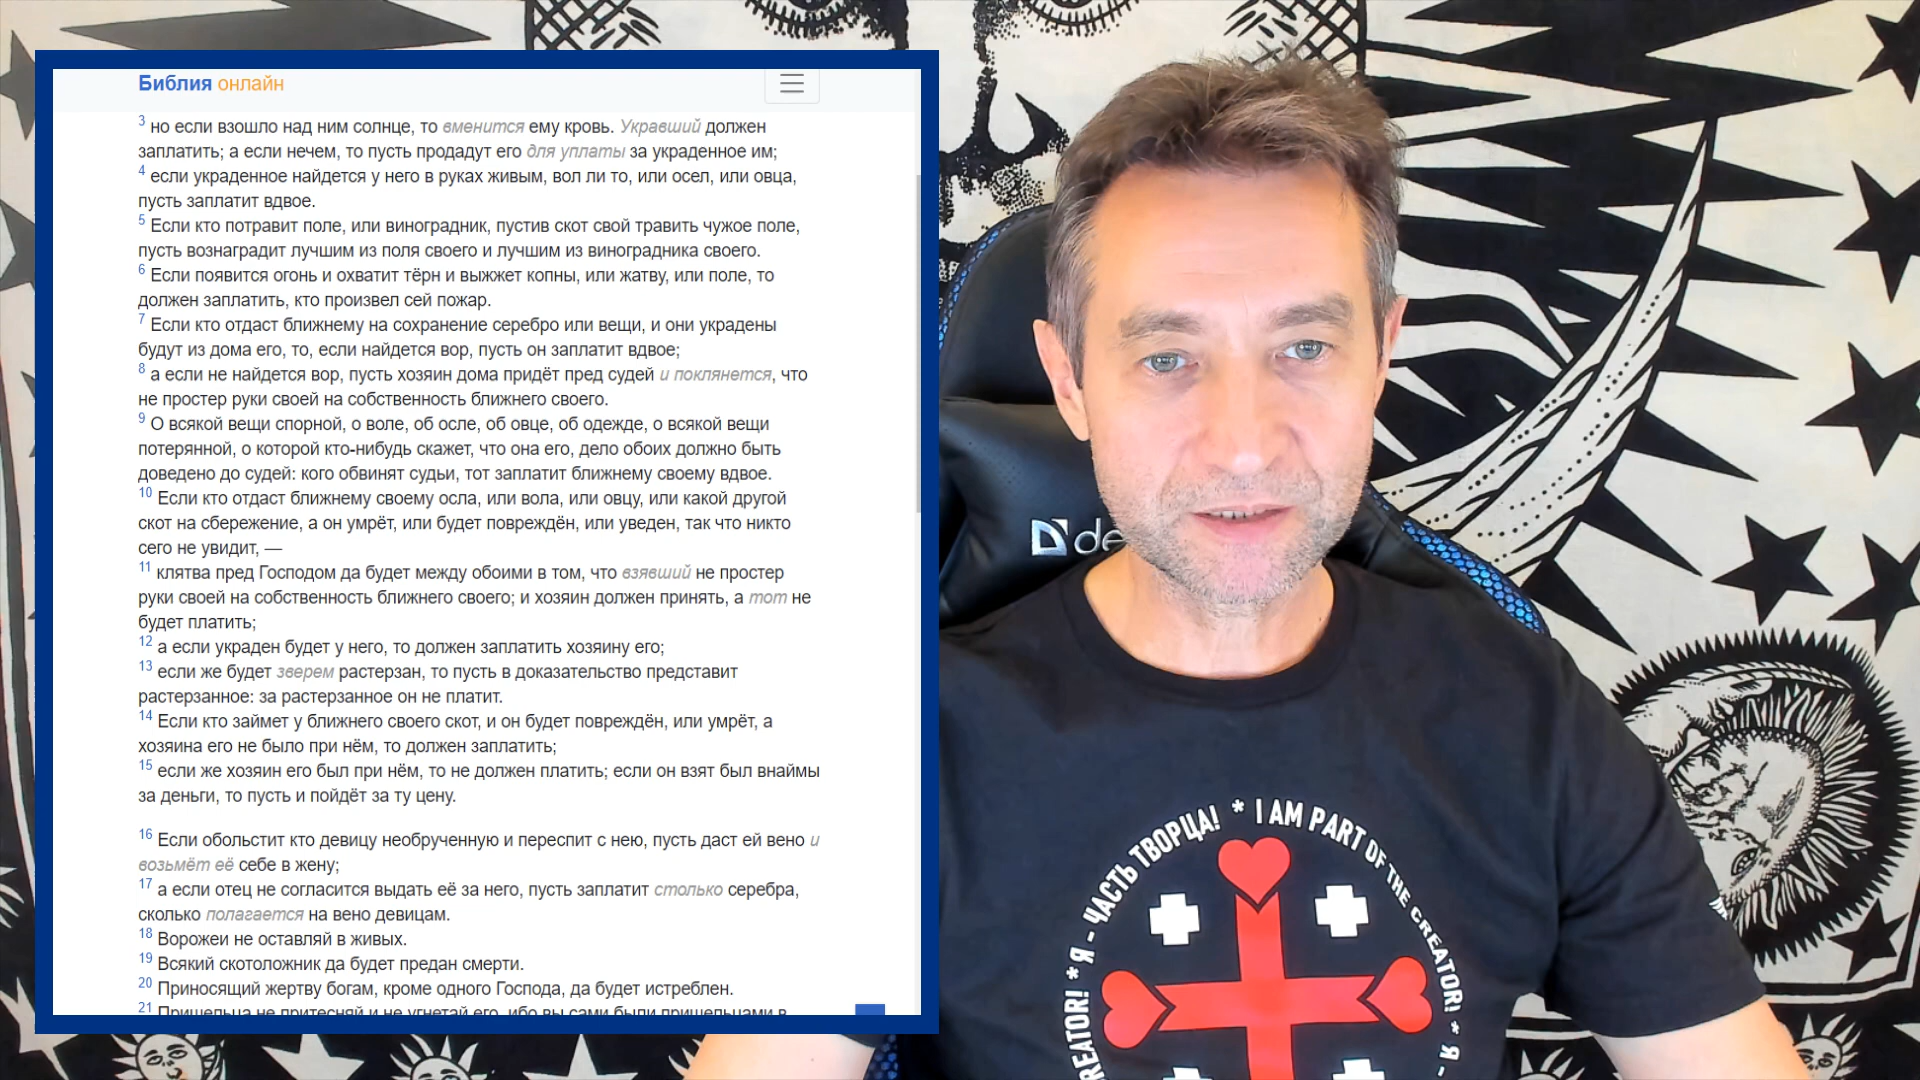 Библия онлайн
3 но если взошло над ним солнце, то вменится ему кровь. Укравший должен
заплатить; а если нечем, то пусть продадут его для уплаты за украденное им;
4 если украденное найдется у него в руках живым, вол ли то, или осел, или овца,
пусть заплатит вдвое.
5 Если кто потравит поле, или виноградник, пустив скот свой травить чужое поле,
пусть вознаградит лучшим из поля своего и лучшим из виноградника своего.
6 Если появится огонь и охватит тёрн и выжжет копны, или жатву, или поле, то
должен заплатить, кто произвел сей пожар.
7 Если кто отдаст ближнему на сохранение серебро или вещи, и они украдены
будут из дома его, то, если найдется вор, пусть он заплатит вдвое;
8 а если не найдется вор, пусть хозяин дома придёт пред судей и поклянется, что
не простер руки своей на собственность ближнего своего.
9 О всякой вещи спорной, о воле, об осле, об овце, об одежде, о всякой вещи
потерянной, о которой кто-нибудь скажет, что она его, дело обоих должно быть
доведено до судей: кого обвинят судьи, тот заплатит ближнему своему вдвое.
10 Если кто отдаст ближнему своему осла, или вола, или овцу, или какой другой
скот на сбережение, а он умрёт, или будет повреждён, или уведен, так что никто
сего не увидит, —
11 клятва пред Господом да будет между обоими в том, что взявший не простер
руки своей на собственность ближнего своего; и хозяин должен принять, а тот не
будет платить;
12 а если украден будет у него, то должен заплатить хозяину его;
13 если же будет зверем растерзан, то пусть в доказательство представит
растерзанное: за растерзанное он не платит.
14 Если кто займет у ближнего своего скот, и он будет повреждён, или умрёт, а
хозяина его не было при нём, то должен заплатить;
15 если же хозяин его был при нём, то не должен платить; если он взят был внаймы
за деньги, то пусть и пойдёт за ту цену.
16 Если обольстит кто девицу необрученную и переспит с нею, пусть даст ей вено и
возьмёт её себе в жену;
17 а если отец не согласится выдать её за него, пусть заплатит столько серебра,
сколько полагается на вено девицам.
18 Ворожеи не оставляй в живых.
19 Всякий скотоложник да будет предан смерти.
20 Приносящий жертву богам, кроме одного Господа, да будет истреблен.
21 Пришельца не притесняй и не угнетай его, ибо вы сами были пришельцами в
de
CREATOR! * Я - ЧАСТЬ ТВОРЦА! * I AM PART OF THE CREATOR! * Я -